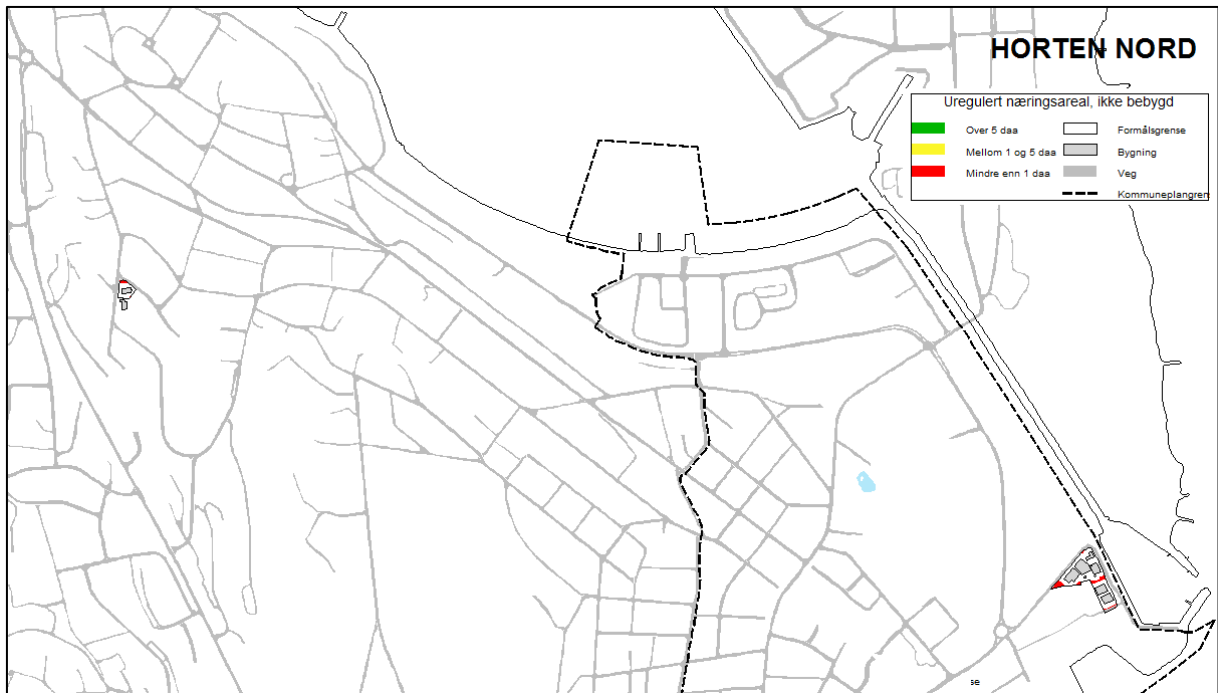 HORTEN NORD
Uregulert næringsareal, ikke bebygd
Over 5 daa
Mellom 1 og 5 daa
Mindre enn 1 daa
Formålsgrense
Bygning
Veg
Kommuneplangren
se